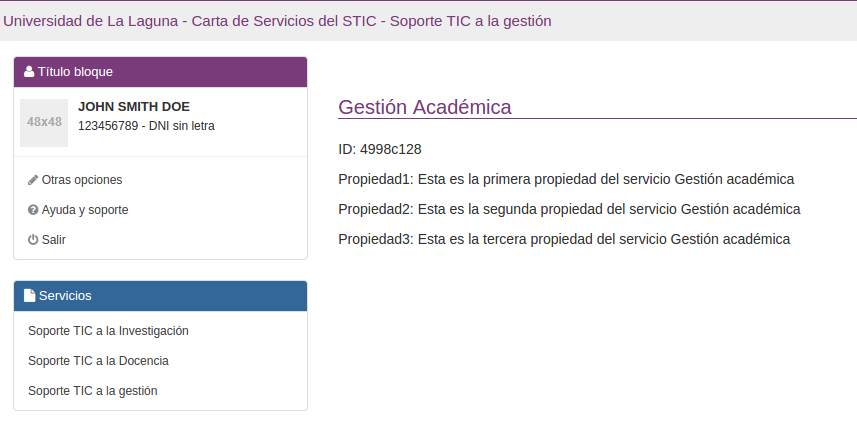 Universidad de La Laguna - Carta de Servicios del STIC - Soporte TIC a la gestión
Título bloque
48x48
JOHN SMITH DOE
123456789 - DNI sin letra
Otras opciones
Ayuda y soporte
Salir
Servicios
Soporte TIC a la Investigación
Soporte TIC a la Docencia
Soporte TIC a la gestión
Gestión Académica
ID: 4998c128
Propiedad1: Esta es la primera propiedad del servicio Gestión académica
Propiedad2: Esta es la segunda propiedad del servicio Gestión académica
Propiedad3: Esta es la tercera propiedad del servicio Gestión académica